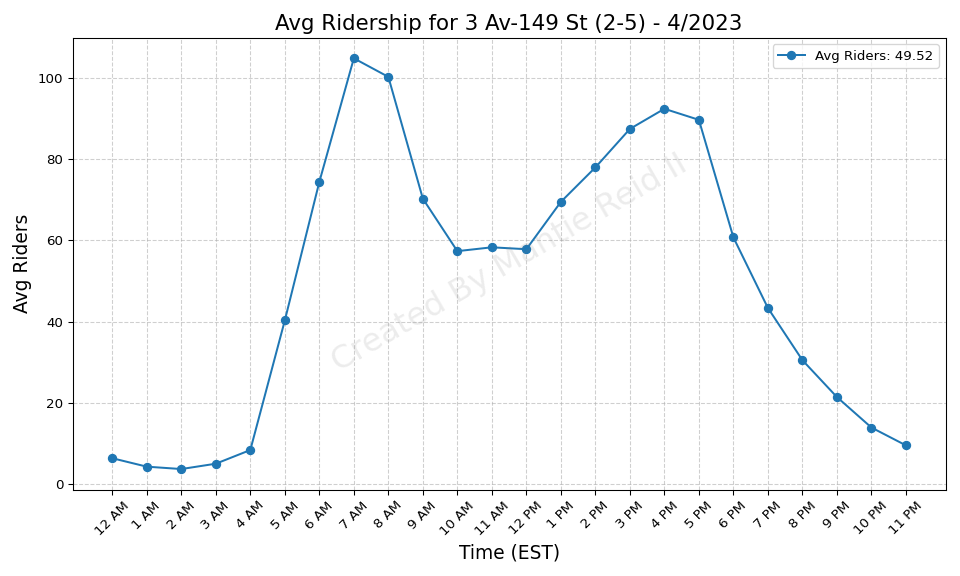 Avg Ridership for 3 Av-149 St (2-5) - 4/2023
Avg Riders: 49.52
100
80
60
40
20
0
Avg Riders
Created By Mantie Reid II
12 AM
1 AM
2 AM
3 AM
4 AM
5 AM
6 AM
7 AM
8 AM
9 AM
10 AM
11 AM
12 PM
1 PM
2 PM
3 PM
4 PM
5 PM
6 PM
7 PM
8 PM
9 PM
10 PM
11 PM
Time (EST)